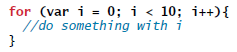 for (var i = 0; i < 10; i++){
//do something with i
}